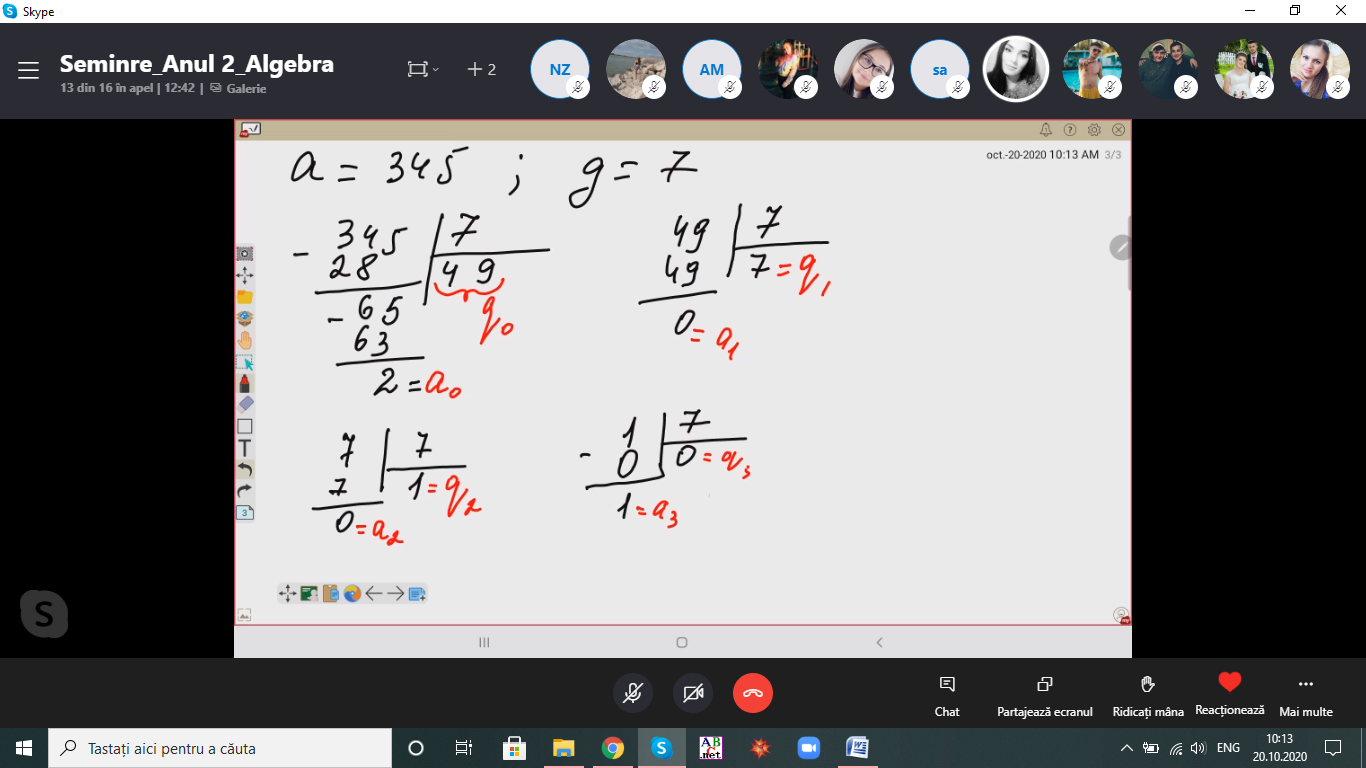 Skype
Seminre_Anul 2_Algebra
13 din 16 în apel | 12:42 | Galerie
+ 2
NZ
AM
sa
oct.-20-2020 10:13 AM 3/3
a = 345 ; g = 7
- 345 | 7
28 | 49
q₀
- 65
63
2 = a₀
49 | 7
49 | 7 = q₁
0 = a₁
7 | 7
7 | 1 = q₂
0 = a₂
- 1 | 7
0 | 0 = q₃
1 = a₃
T
3
S
Chat
Partajează ecranul
Ridicați mâna
Reacționează
Mai multe
Tastați aici pentru a căuta
ABC.net
ENG
10:13
20.10.2020